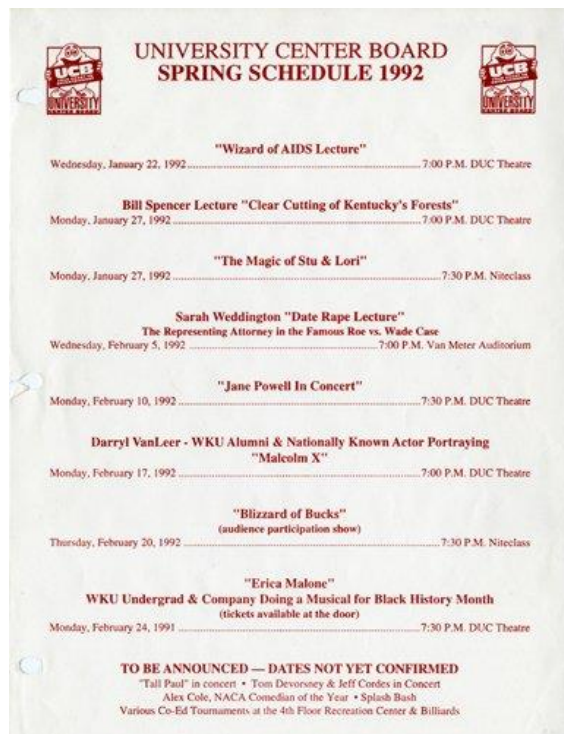 UNIVERSITY CENTER BOARD
SPRING SCHEDULE 1992
UCB
UNIVERSITY
UCB
UNIVERSITY
"Wizard of AIDS Lecture"
Wednesday, January 22, 1992 7:00 P.M. DUC Theatre
Bill Spencer Lecture "Clear Cutting of Kentucky's Forests"
Monday, January 27, 1992 7:00 P.M. DUC Theatre
"The Magic of Stu & Lori"
Monday, January 27, 1992 7:30 P.M. Niteclass
Sarah Weddington "Date Rape Lecture"
The Representing Attorney in the Famous Roe vs. Wade Case
Wednesday, February 5, 1992 7:00 P.M. Van Meter Auditorium
"Jane Powell In Concert"
Monday, February 10, 1992 7:30 P.M. DUC Theatre
Darryl VanLeer - WKU Alumni & Nationally Known Actor Portraying
"Malcolm X"
Monday, February 17, 1992 7:00 P.M. DUC Theatre
"Blizzard of Bucks"
(audience participation show)
Thursday, February 20, 1992 7:30 P.M. Niteclass
"Erica Malone"
WKU Undergrad & Company Doing a Musical for Black History Month
(tickets available at the door)
Monday, February 24, 1991 7:30 P.M. DUC Theatre
TO BE ANNOUNCED — DATES NOT YET CONFIRMED
"Tall Paul" in concert • Tom Devorsney & Jeff Cordes in Concert
Alex Cole, NACA Comedian of the Year • Splash Bash
Various Co-Ed Tournaments at the 4th Floor Recreation Center & Billiards